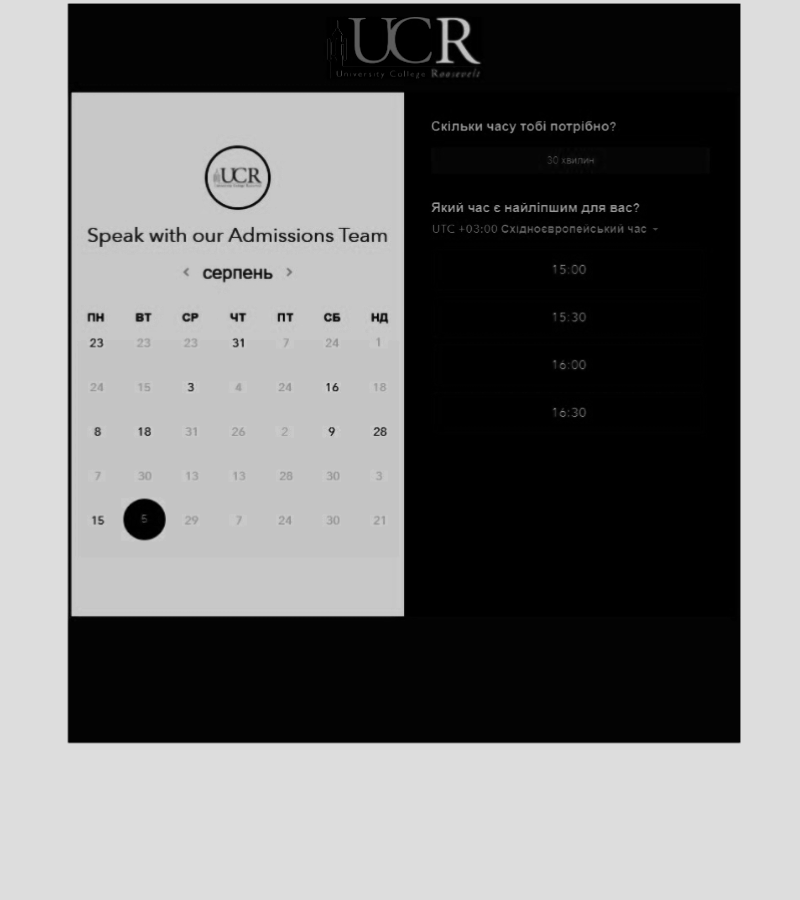 UCR
University College Roosevelt
UCR
Speak with our Admissions Team
< серпень >
ПН ВТ СР ЧТ ПТ СБ НД
23 23 23 31 7 24 1
24 15 3 4 24 16 18
8 18 31 26 2 9 28
7 30 13 13 28 30 3
15 5 29 7 24 30 21
Скільки часу тобі потрібно?
30 хвилин
Який час є найліпшим для вас?
UTC +03:00 Східноєвропейський час
15:00
15:30
16:00
16:30